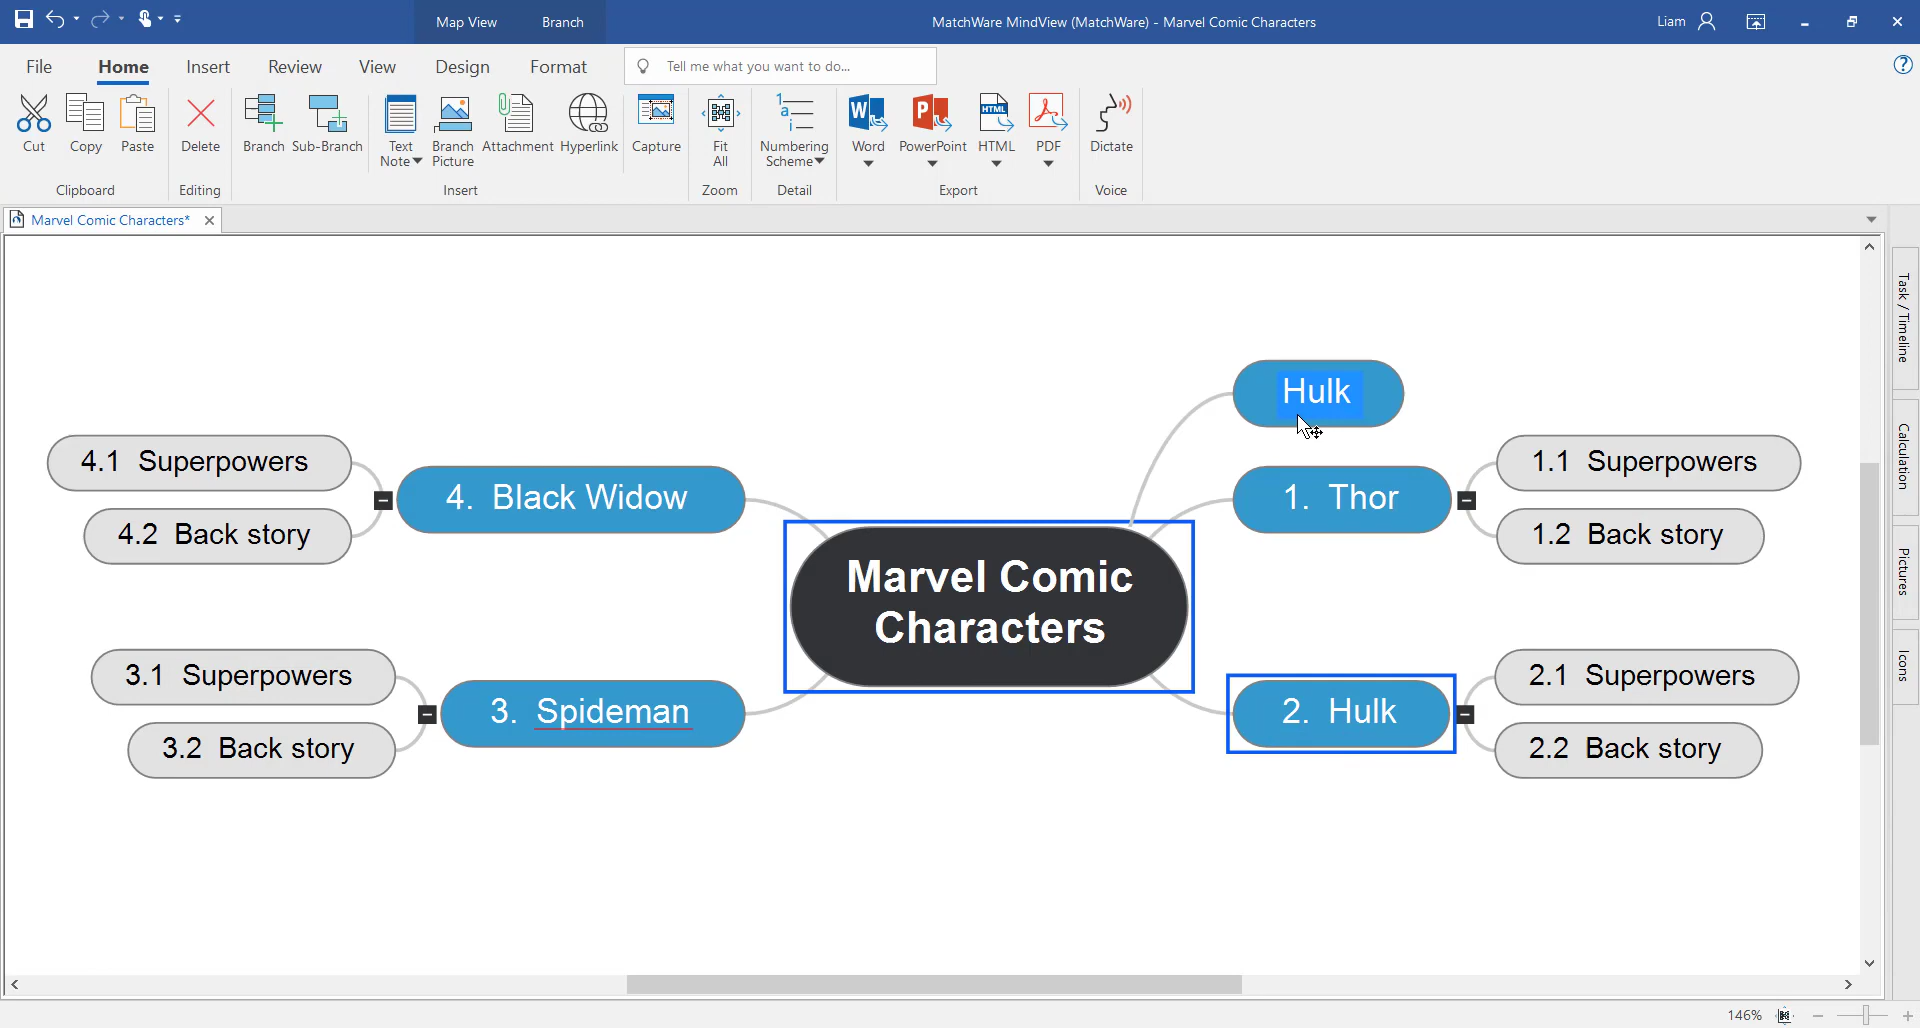 Map View Branch MatchWare MindView (MatchWare) - Marvel Comic Characters Liam
File Home Insert Review View Design Format Tell me what you want to do...
Cut Copy Paste Delete Branch Sub-Branch Text Note Branch Picture Attachment Hyperlink Capture Fit All Numbering Scheme Word PowerPoint HTML PDF Dictate
Clipboard Editing Insert Zoom Detail Export Voice
Marvel Comic Characters*
Task / Timeline
Calculation
Pictures
Icons
Hulk
4.1 Superpowers
4.2 Back story
4. Black Widow
1. Thor
1.1 Superpowers
1.2 Back story
Marvel Comic
Characters
3.1 Superpowers
3.2 Back story
3. Spideman
2. Hulk
2.1 Superpowers
2.2 Back story
146%